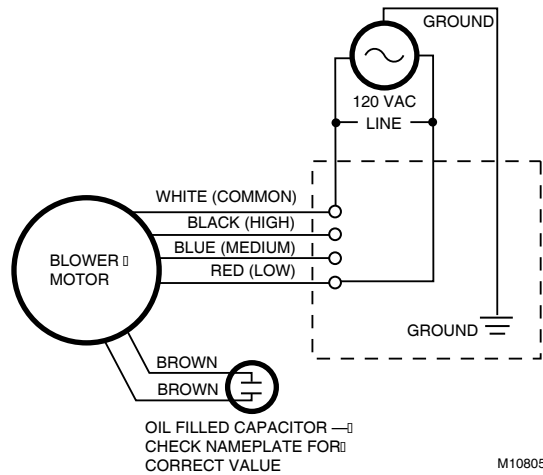 GROUND
120 VAC
LINE
WHITE (COMMON)
BLACK (HIGH)
BLUE (MEDIUM)
RED (LOW)
BLOWER ▯
MOTOR
GROUND
BROWN
BROWN
OIL FILLED CAPACITOR —▯
CHECK NAMEPLATE FOR▯
CORRECT VALUE
M10805